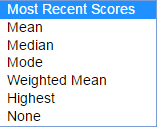 Most Recent Scores
Mean
Median
Mode
Weighted Mean
Highest
None